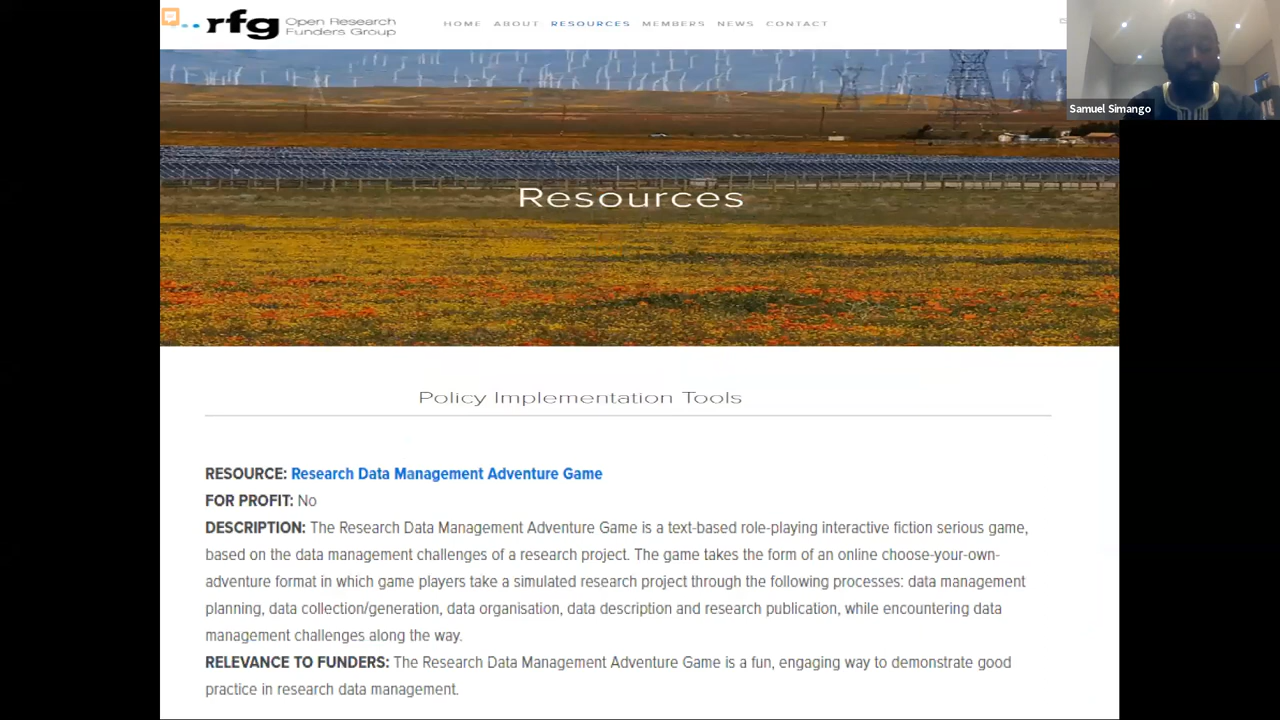 rfg Open Research
Funders Group
HOME ABOUT RESOURCES MEMBERS NEWS CONTACT
Samuel Simango
Resources
Policy Implementation Tools
RESOURCE: Research Data Management Adventure Game
FOR PROFIT: No
DESCRIPTION: The Research Data Management Adventure Game is a text-based role-playing interactive fiction serious game,
based on the data management challenges of a research project. The game takes the form of an online choose-your-own-
adventure format in which game players take a simulated research project through the following processes: data management
planning, data collection/generation, data organisation, data description and research publication, while encountering data
management challenges along the way.
RELEVANCE TO FUNDERS: The Research Data Management Adventure Game is a fun, engaging way to demonstrate good
practice in research data management.